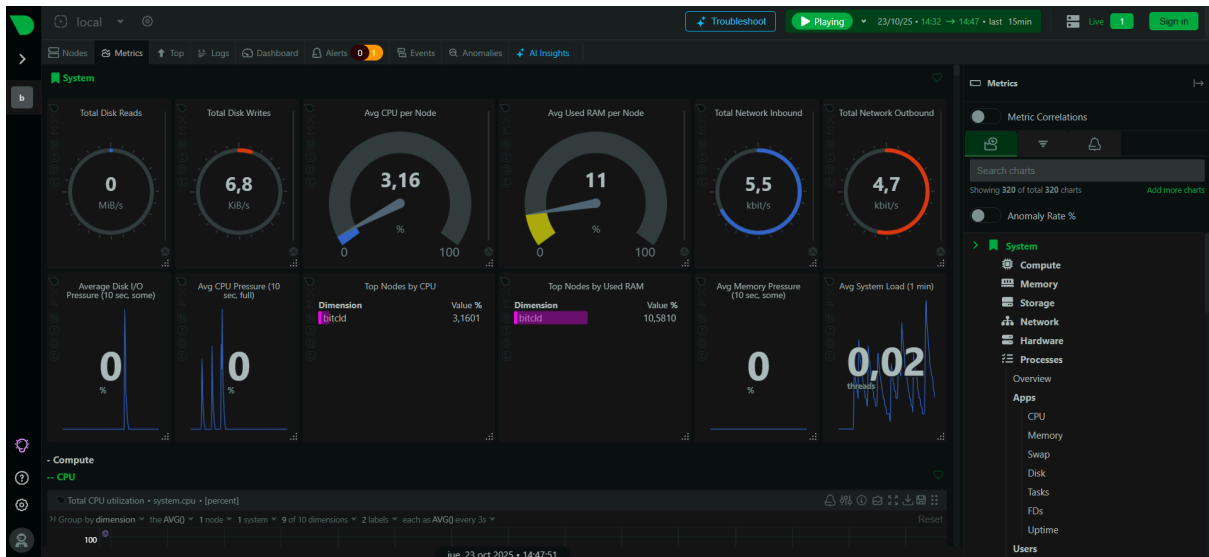 local
Troubleshoot
Playing
23/10/25 • 14:32 → 14:47 • last 15min
Live
1
Sign in
Nodes
Metrics
Top
Logs
Dashboard
Alerts
0
1
Events
Anomalies
AI Insights
b
System
Total Disk Reads
0
MiB/s
Total Disk Writes
6,8
KiB/s
Avg CPU per Node
3,16
%
0
100
Avg Used RAM per Node
11
%
0
100
Total Network Inbound
5,5
kbit/s
Total Network Outbound
4,7
kbit/s
Average Disk I/O
Pressure (10 sec, some)
0
%
Avg CPU Pressure (10
sec, full)
0
%
Top Nodes by CPU
Dimension Value %
bitcld 3,1601
Top Nodes by Used RAM
Dimension Value %
bitcld 10,5810
Avg Memory Pressure
(10 sec, some)
0
%
Avg System Load (1 min)
0,02
threads
- Compute
-- CPU
Total CPU utilization • system.cpu • [percent]
Group by dimension the AVG() 1 node 1 system 9 of 10 dimensions 2 labels each as AVG() every 3s
Reset
100
jue, 23 oct 2025 • 14:47:51
Metrics
Metric Correlations
Search charts
Showing 320 of total 320 charts
Add more charts
Anomaly Rate %
System
Compute
Memory
Storage
Network
Hardware
Processes
Overview
Apps
CPU
Memory
Swap
Disk
Tasks
FDs
Uptime
Users